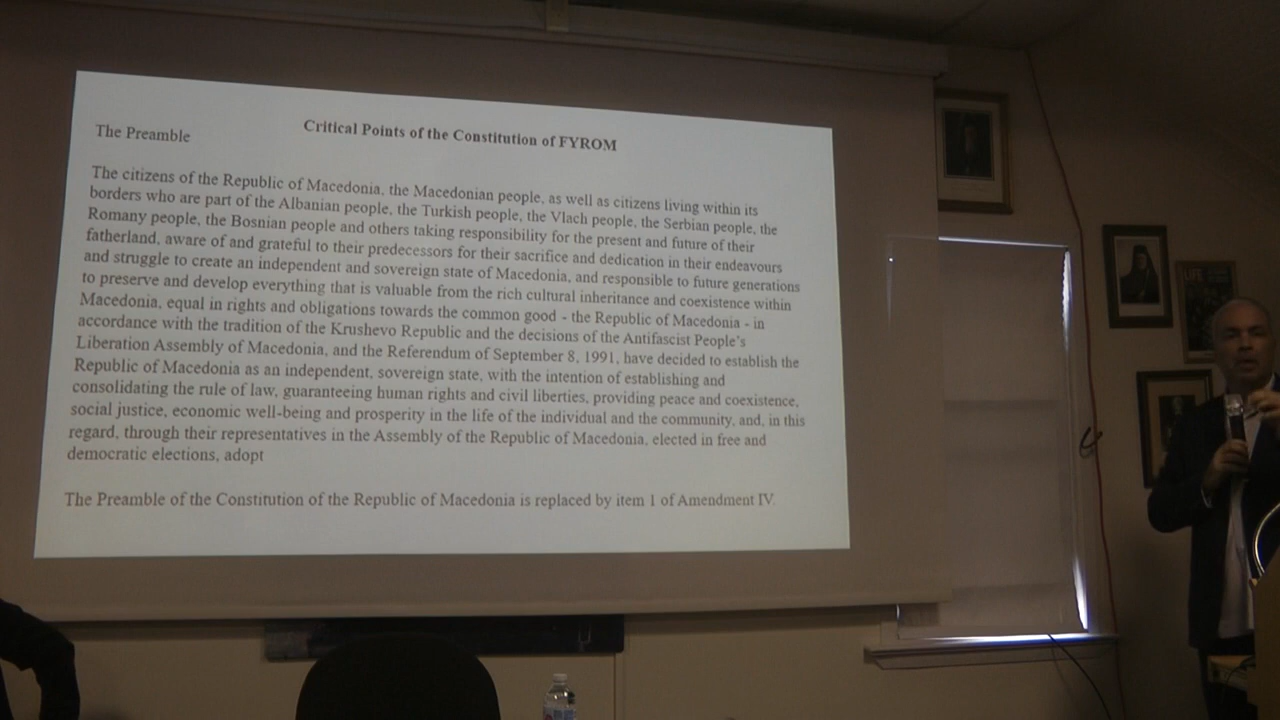 Critical Points of the Constitution of FYROM
The Preamble
The citizens of the Republic of Macedonia, the Macedonian people, as well as citizens living within its
borders who are part of the Albanian people, the Turkish people, the Vlach people, the Serbian people, the
Romany people, the Bosnian people and others taking responsibility for the present and future of their
fatherland, aware of and grateful to their predecessors for their sacrifice and dedication in their endeavours
and struggle to create an independent and sovereign state of Macedonia, and responsible to future generations
to preserve and develop everything that is valuable from the rich cultural inheritance and coexistence within
Macedonia, equal in rights and obligations towards the common good - the Republic of Macedonia - in
accordance with the tradition of the Krushevo Republic and the decisions of the Antifascist People's
Liberation Assembly of Macedonia, and the Referendum of September 8, 1991, have decided to establish the
Republic of Macedonia as an independent, sovereign state, with the intention of establishing and
consolidating the rule of law, guaranteeing human rights and civil liberties, providing peace and coexistence,
social justice, economic well-being and prosperity in the life of the individual and the community, and, in this
regard, through their representatives in the Assembly of the Republic of Macedonia, elected in free and
democratic elections, adopt
The Preamble of the Constitution of the Republic of Macedonia is replaced by item 1 of Amendment IV.
LIFE